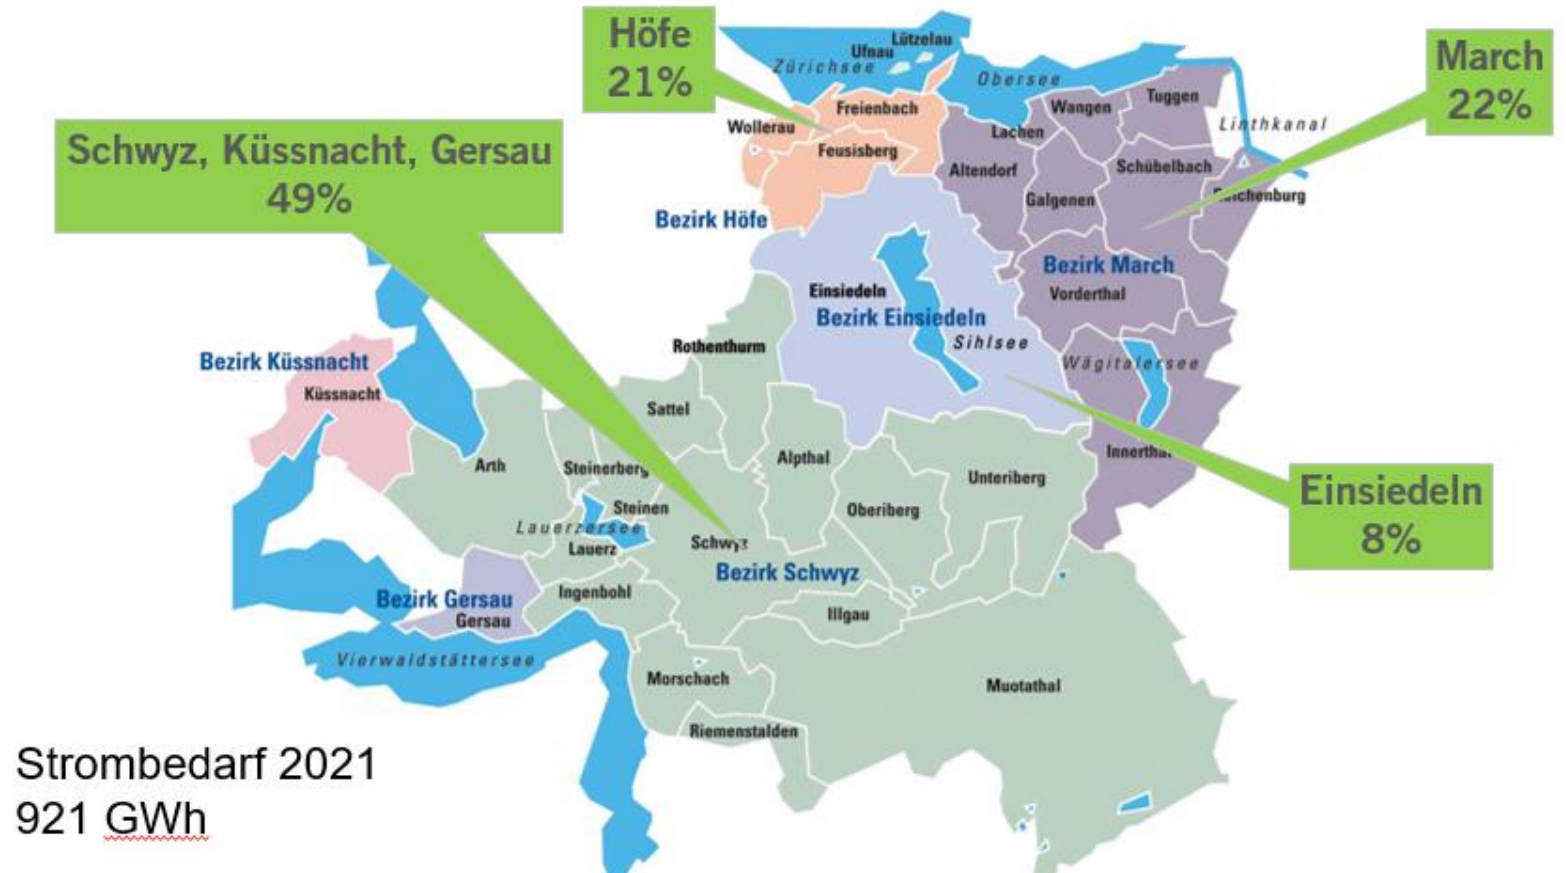 Höfe
21%
March
22%
Schwyz, Küssnacht, Gersau
49%
Einsiedeln
8%
Lützelau
Ufnau
Zürichsee
Obersee
Linthkanal
Freienbach
Wollerau
Feusisberg
Bezirk Höfe
Wangen
Tuggen
Lachen
Altendorf
Galgenen
Schübelbach
Bezirk March
Vorderthal
Wägitalersee
Einsiedeln
Bezirk Einsiedeln
Sihlsee
Rothenthurm
Bezirk Küssnacht
Küssnacht
Sattel
Arth
Steinerberg
Steinen
Lauerzersee
Lauerz
Alpthal
Oberiberg
Unteriberg
Schwyz
Bezirk Schwyz
Ingenbohl
Illgau
Bezirk Gersau
Gersau
Vierwaldstättersee
Morschach
Riemenstalden
Muotathal
Strombedarf 2021
921 GWh